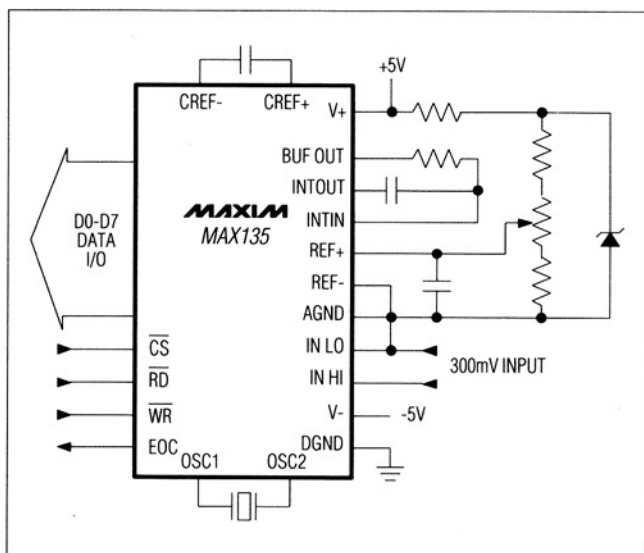 +5V
CREF- CREF+
V+
BUF OUT
INTOUT
MAXIM
MAX135
INTIN
D0-D7
DATA
I/O
REF+
REF-
AGND
CS
IN LO
300mV INPUT
RD
IN HI
WR
V-
-5V
EOC
DGND
OSC1 OSC2